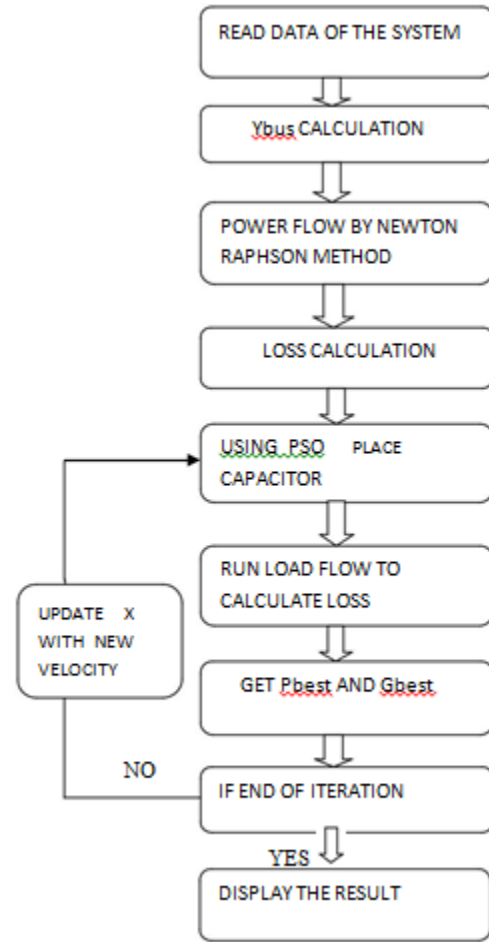 READ DATA OF THE SYSTEM
Ybus CALCULATION
POWER FLOW BY NEWTON
RAPHSON METHOD
LOSS CALCULATION
USING PSO PLACE
CAPACITOR
RUN LOAD FLOW TO
CALCULATE LOSS
UPDATE X
WITH NEW
VELOCITY
GET Pbest AND Gbest
NO
IF END OF ITERATION
YES
DISPLAY THE RESULT